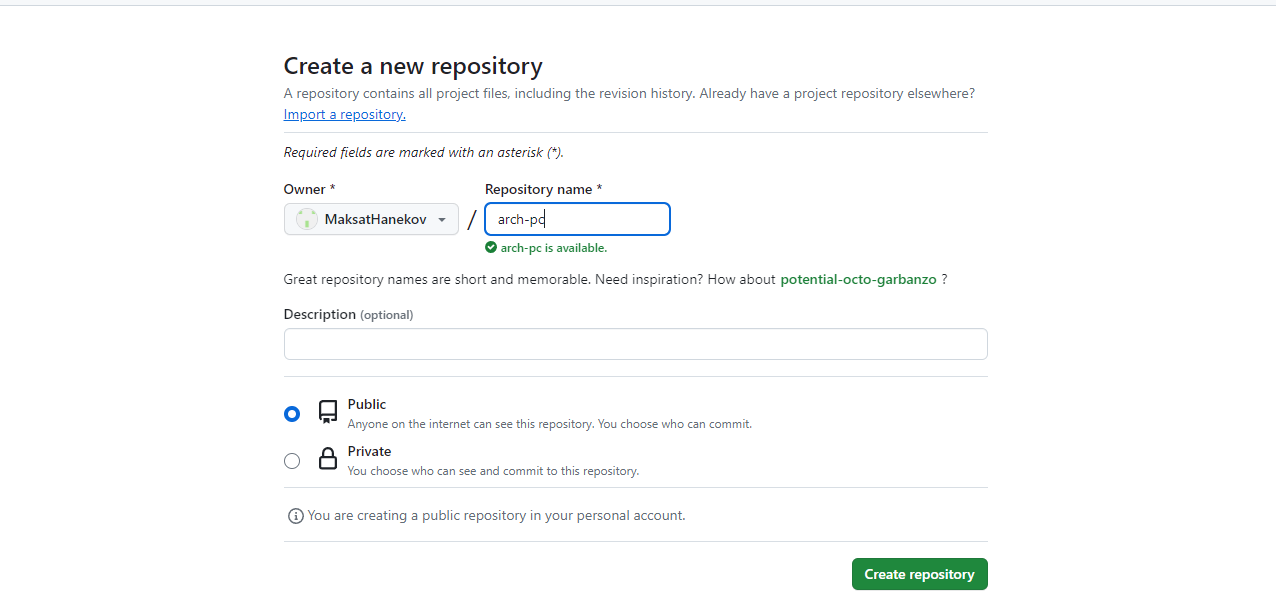 Create a new repository
A repository contains all project files, including the revision history. Already have a project repository elsewhere?
Import a repository.
Required fields are marked with an asterisk (*).
Owner * Repository name *
MaksatHanekov / arch-pc
arch-pc is available.
Great repository names are short and memorable. Need inspiration? How about potential-octo-garbanzo ?
Description (optional)
Public
Anyone on the internet can see this repository. You choose who can commit.
Private
You choose who can see and commit to this repository.
You are creating a public repository in your personal account.
Create repository